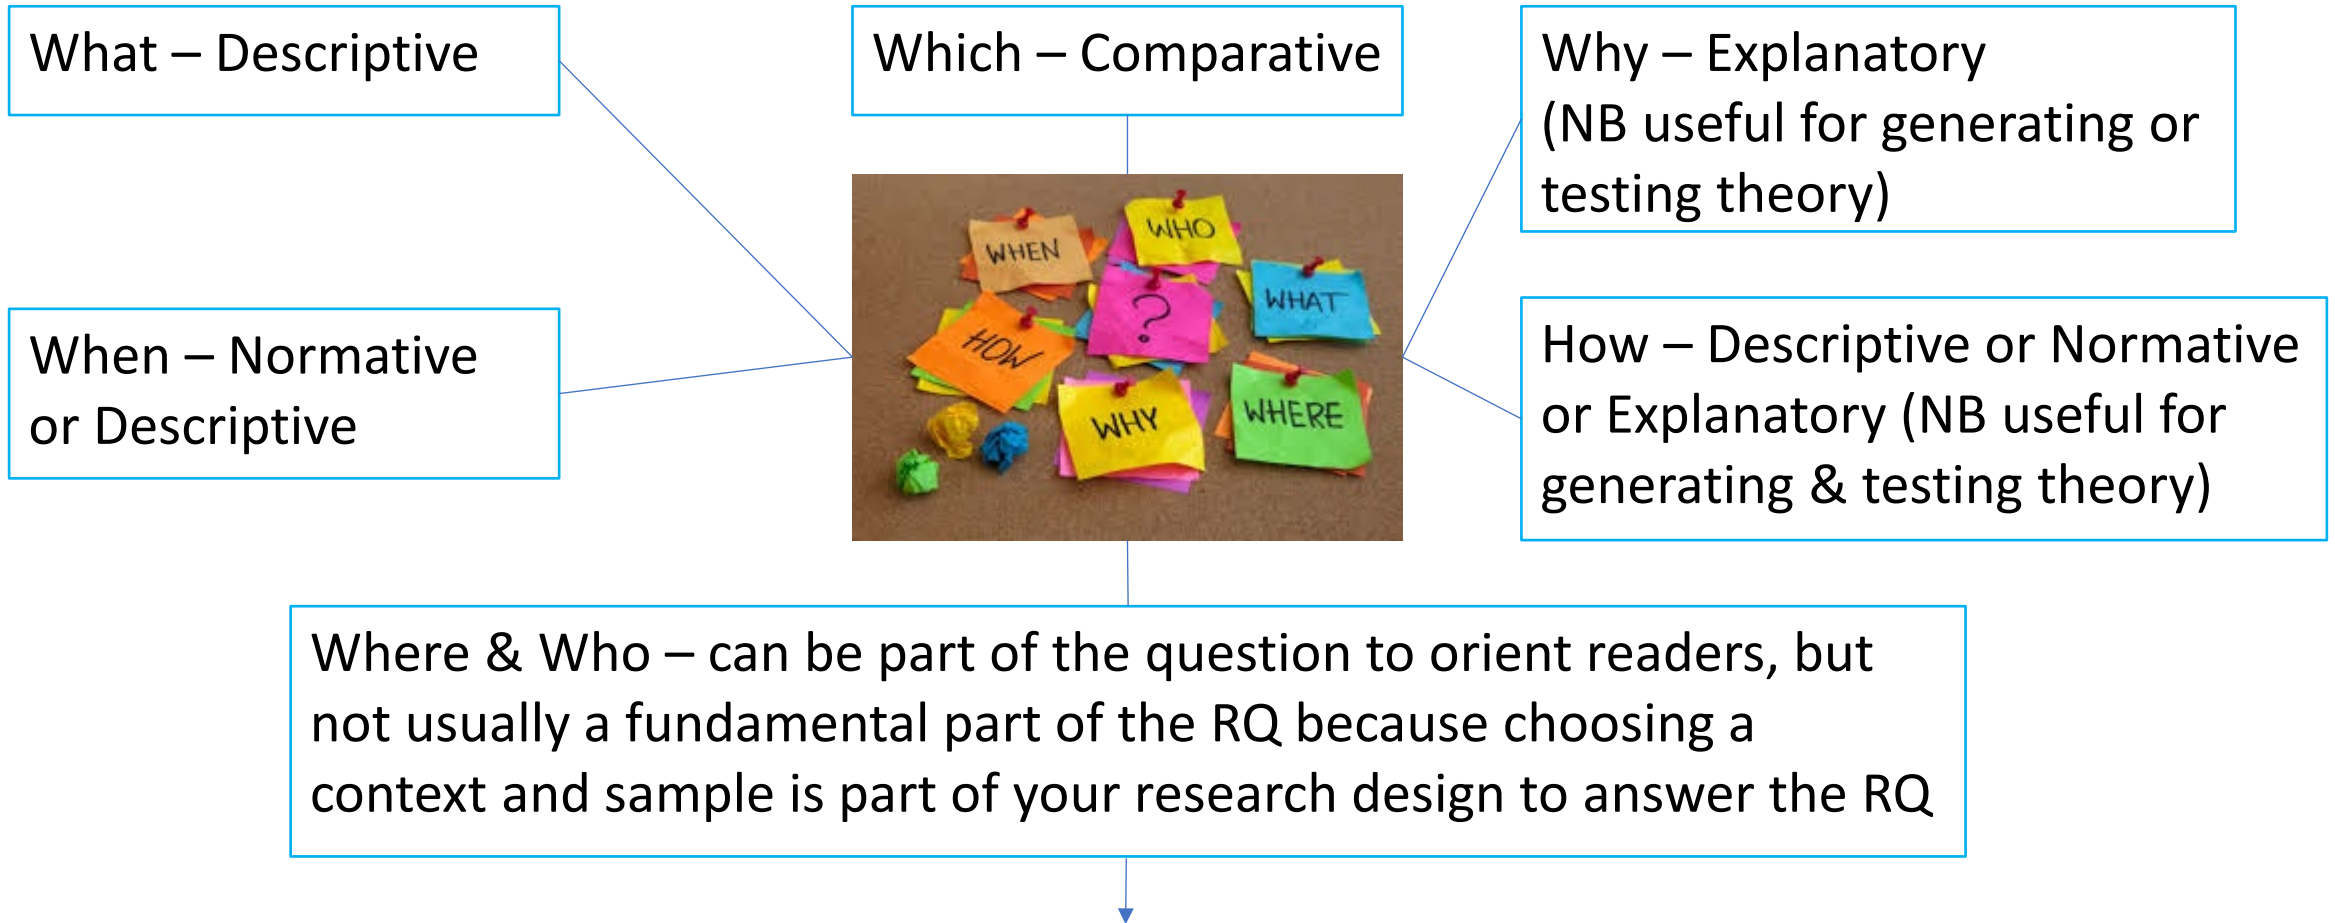 What – Descriptive
Which – Comparative
Why – Explanatory
(NB useful for generating or
testing theory)
When – Normative
or Descriptive
WHEN
WHO
?
WHAT
HOW
WHY
WHERE
How – Descriptive or Normative
or Explanatory (NB useful for
generating & testing theory)
Where & Who – can be part of the question to orient readers, but
not usually a fundamental part of the RQ because choosing a
context and sample is part of your research design to answer the RQ